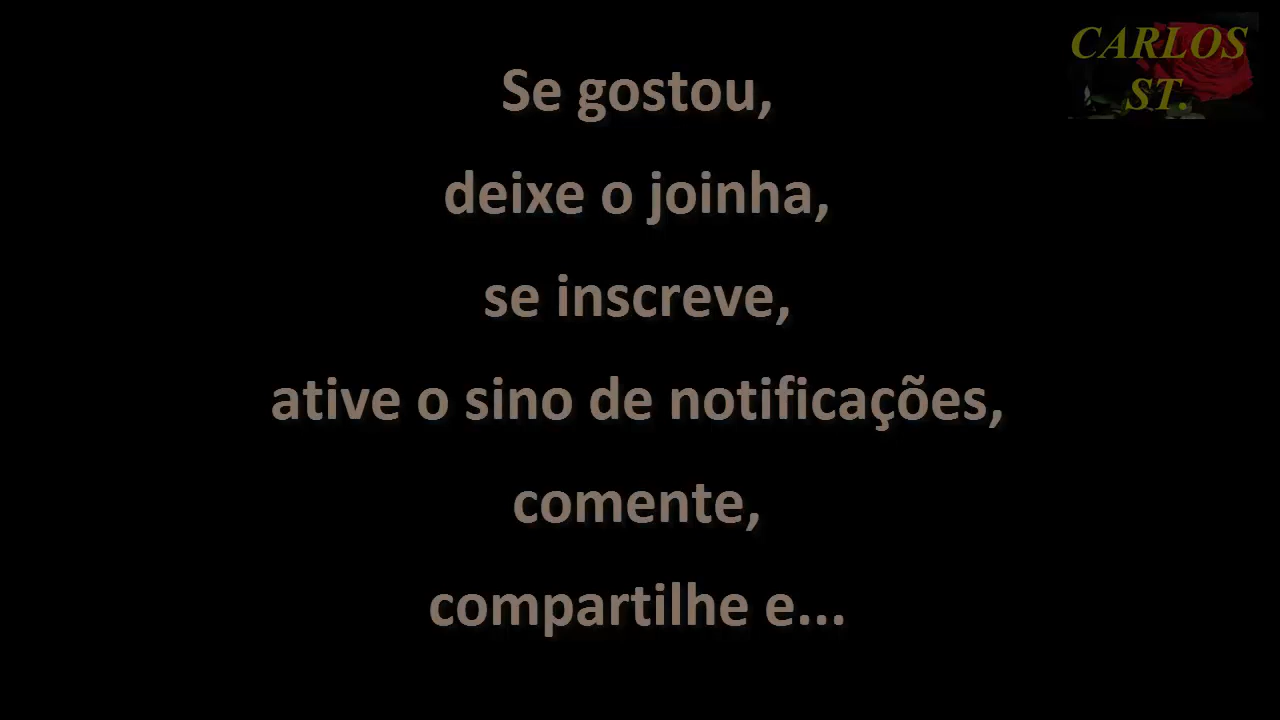 CARLOS
ST.
Se gostou,
deixe o joinha,
se inscreve,
ative o sino de notificações,
comente,
compartilhe e...